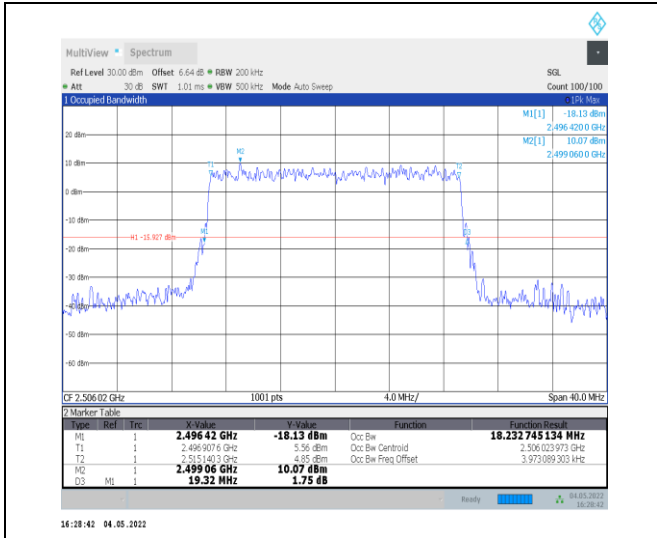 MultiView Spectrum
Ref Level 30.00 dBm Offset 6.64 dB RBW 200 kHz SGL
Att 30 dB SWT 1.01 ms VBW 500 kHz Mode Auto Sweep Count 100/100
1 Occupied Bandwidth 1Pk Max
M1[1] -18.13 dBm
2.496 420 0 GHz
M2[1] 10.07 dBm
2.499 060 0 GHz
20 dBm
M2
T1
T2
10 dBm
0 dBm
-10 dBm
M1
D3
H1 -15.927 dBm
-20 dBm
-30 dBm
-40 dBm
-50 dBm
-60 dBm
CF 2.506 02 GHz 1001 pts 4.0 MHz/ Span 40.0 MHz
2 Marker Table
Type Ref Trc X-Value Y-Value Function Function Result
M1 1 2.496 42 GHz -18.13 dBm Occ Bw 18.232 745 134 MHz
T1 1 2.496 907 6 GHz 5.56 dBm Occ Bw Centroid 2.506 023 973 GHz
T2 1 2.515 140 3 GHz 4.85 dBm Occ Bw Freq Offset 3.973 089 303 kHz
M2 1 2.499 06 GHz 10.07 dBm
D3 M1 1 19.32 MHz 1.75 dB
Ready 04.05.2022
16:28:42
16:28:42 04.05.2022